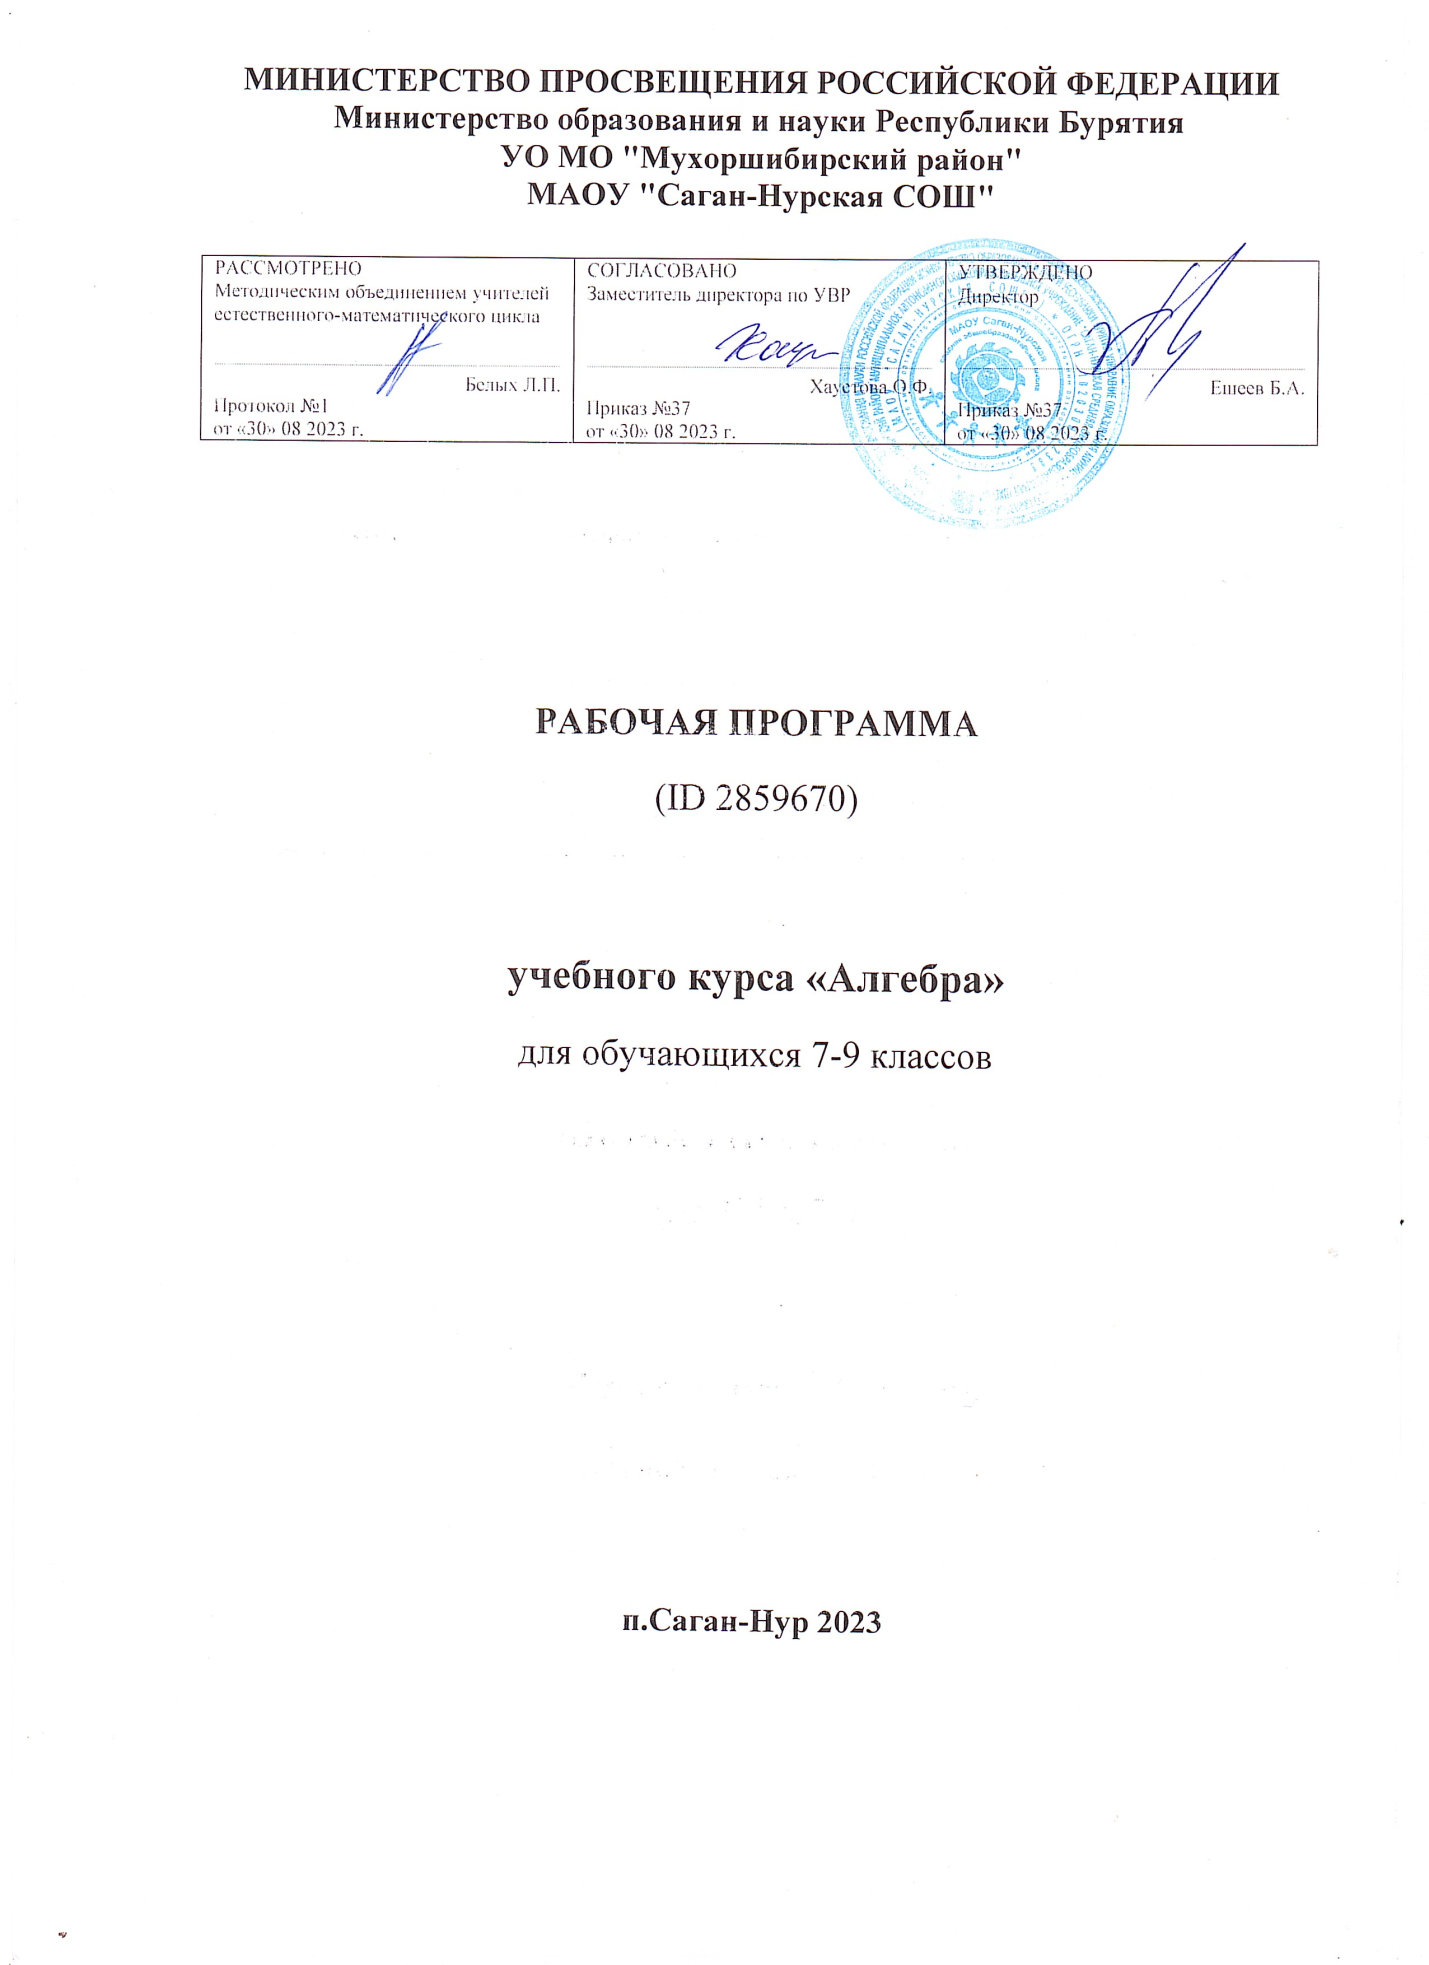 МИНИСТЕРСТВО ПРОСВЕЩЕНИЯ РОССИЙСКОЙ ФЕДЕРАЦИИ
Министерство образования и науки Республики Бурятия
УО МО "Мухоршибирский район"
МАОУ "Саган-Нурская СОШ"
РАССМОТРЕНО
Методическим объединением учителей
естественного-математического цикла
Белых Л.П.
Протокол №1
от «30» 08 2023 г.
СОГЛАСОВАНО
Заместитель директора по УВР
Хаустова О.Ф.
Приказ №37
от «30» 08 2023 г.
УТВЕРЖДЕНО
Директор
Ешеев Б.А.
Приказ №37
от «30» 08 2023 г.
МАОУ Саган-Нурская
РАБОЧАЯ ПРОГРАММА
(ID 2859670)
учебного курса «Алгебра»
для обучающихся 7-9 классов
п.Саган-Нур 2023